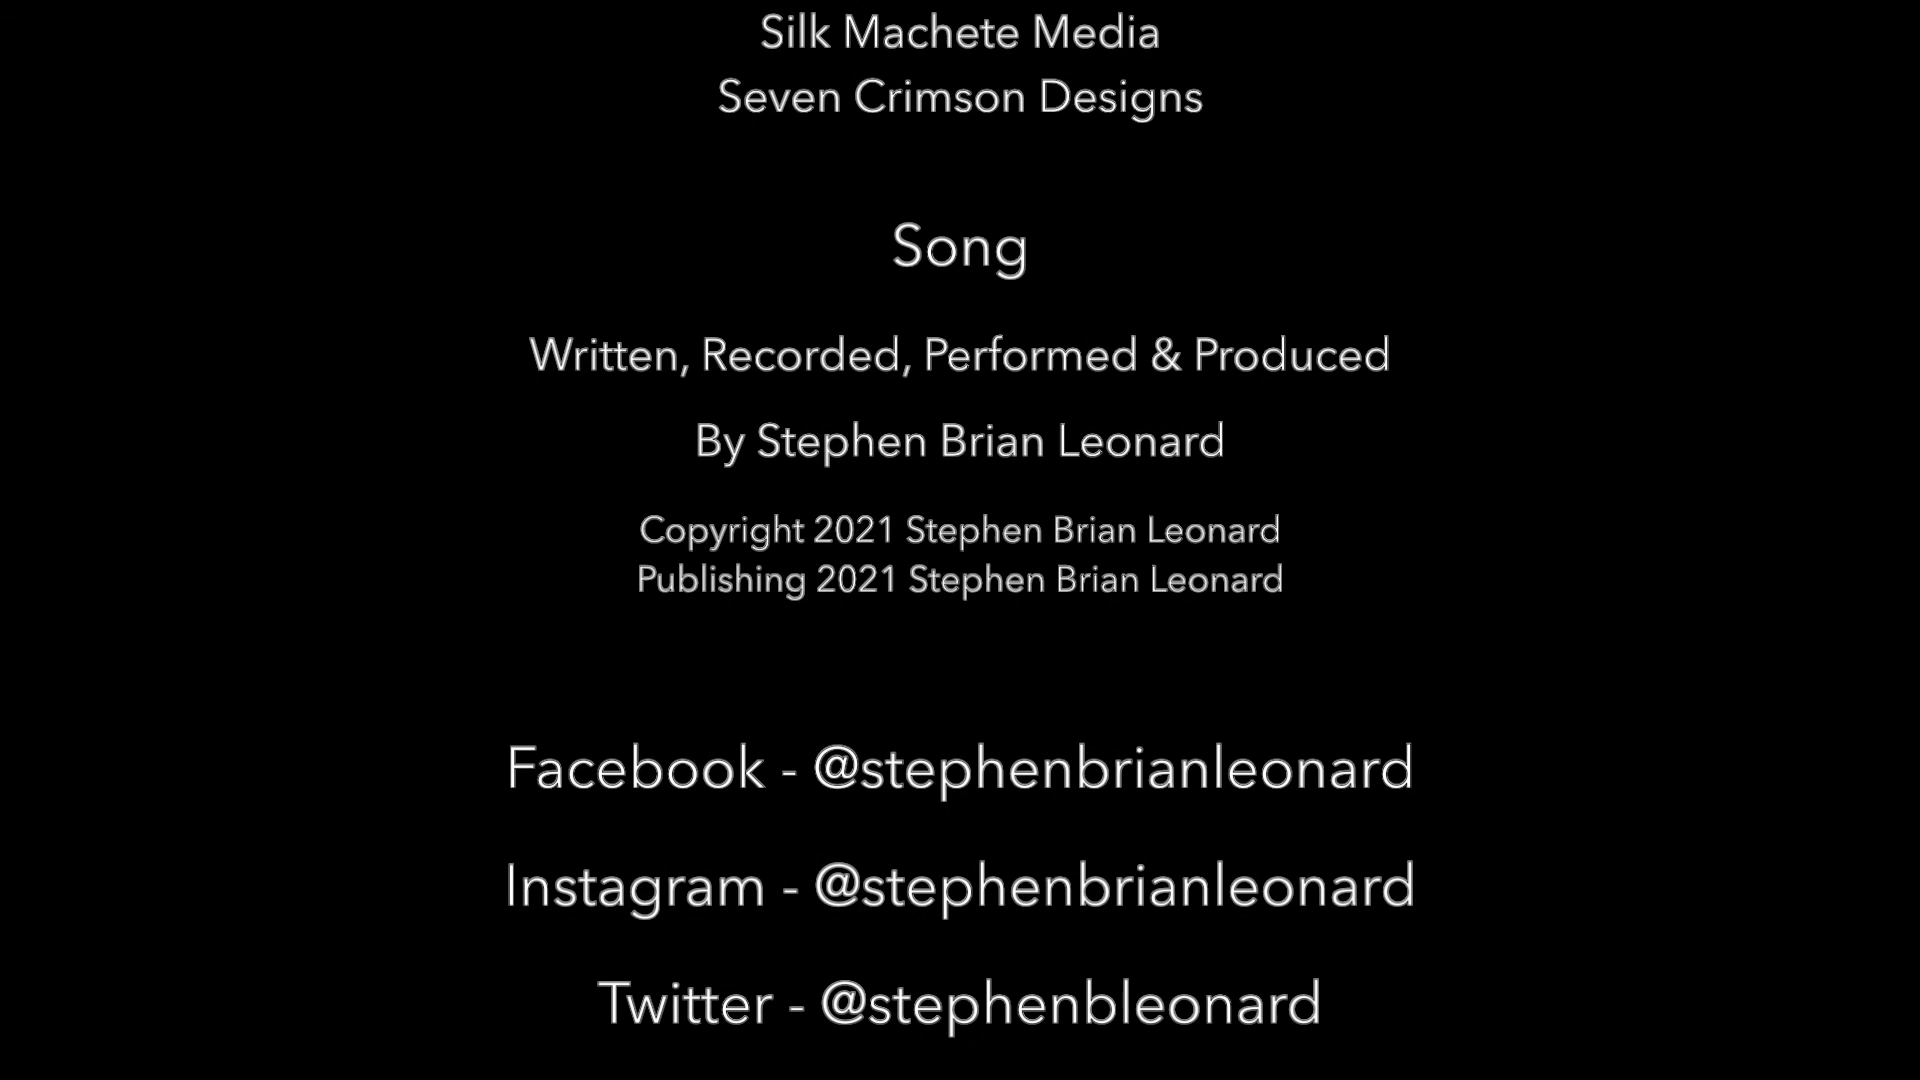 Silk Machete Media
Seven Crimson Designs
Song
Written, Recorded, Performed & Produced
By Stephen Brian Leonard
Copyright 2021 Stephen Brian Leonard
Publishing 2021 Stephen Brian Leonard
Facebook - @stephenbrianleonard
Instagram - @stephenbrianleonard
Twitter - @stephenbleonard